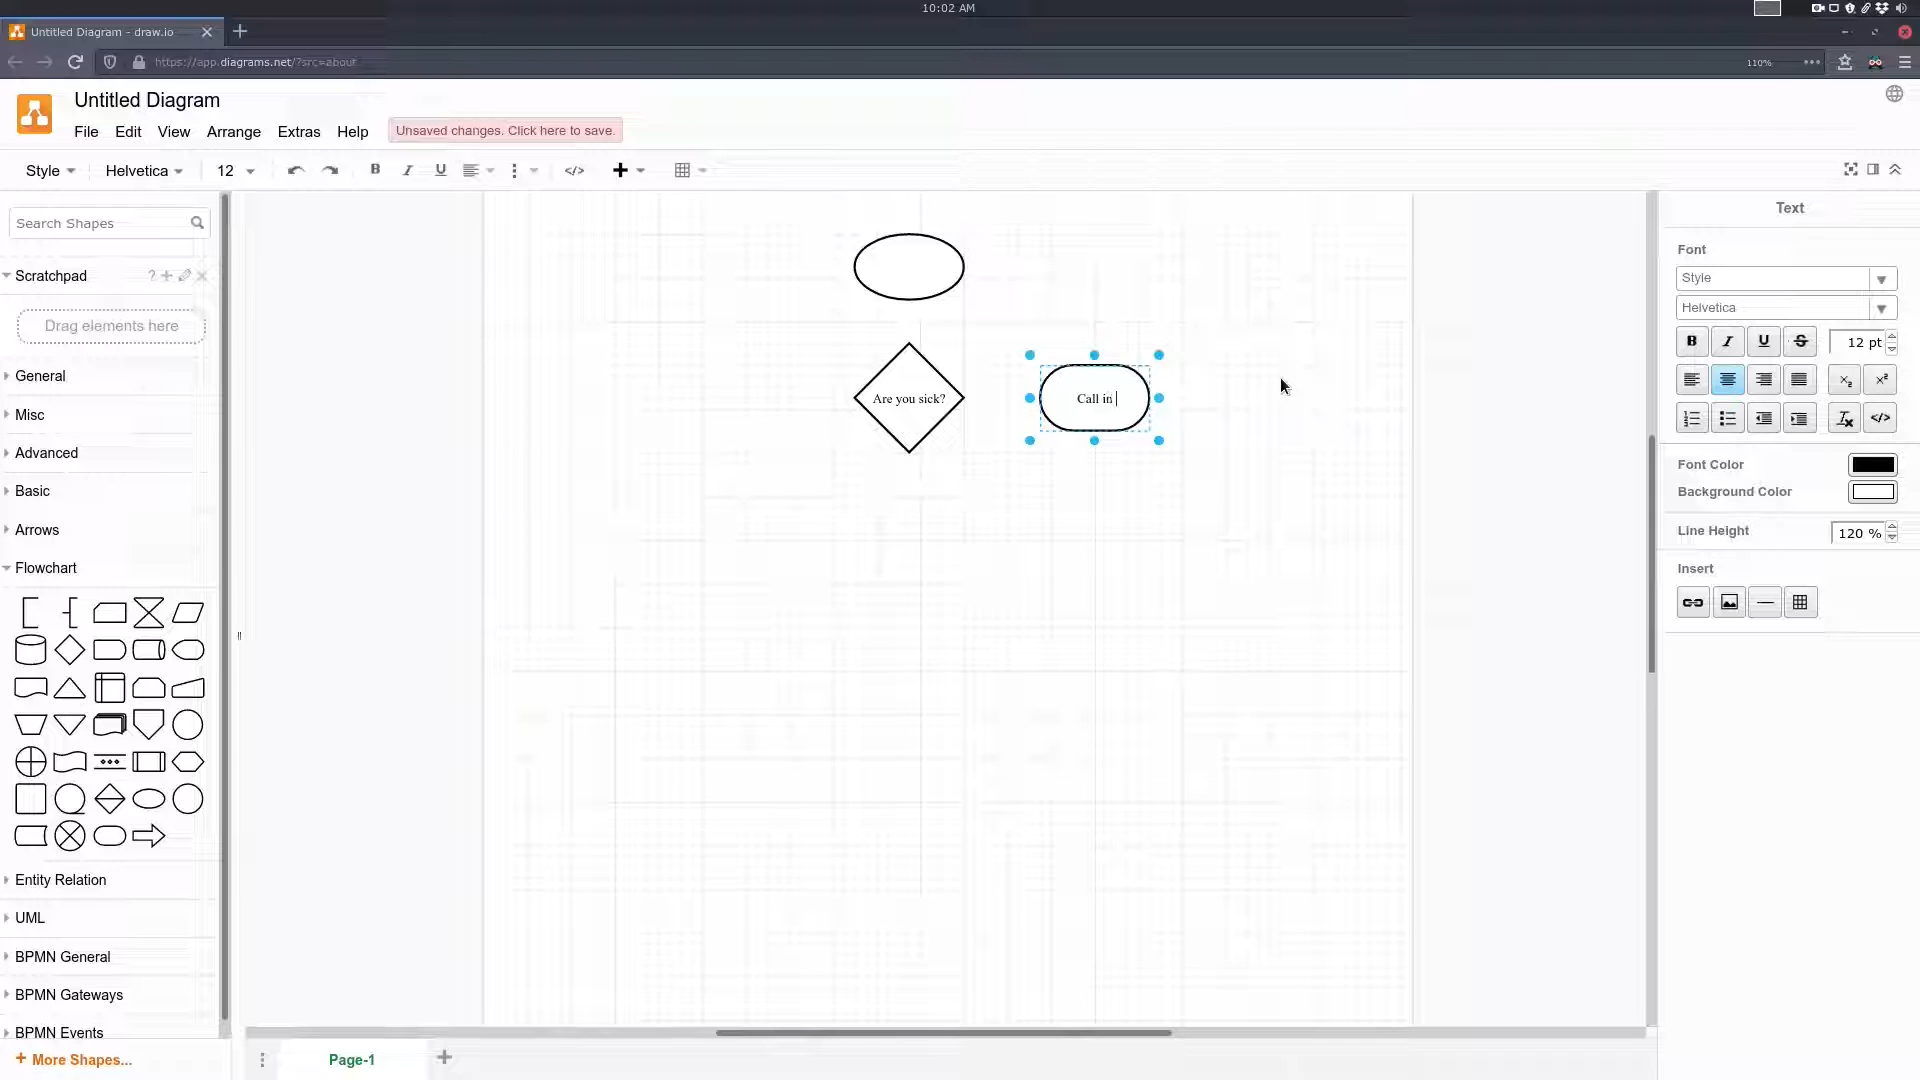 10:02 AM
Untitled Diagram - draw.io
https://app.diagrams.net/?src=about
110%
Untitled Diagram
File Edit View Arrange Extras Help
Unsaved changes. Click here to save.
Style Helvetica 12 B I U </>
Search Shapes
Scratchpad
?
Drag elements here
General
Misc
Advanced
Basic
Arrows
Flowchart
Entity Relation
UML
BPMN General
BPMN Gateways
BPMN Events
+ More Shapes...
Are you sick?
Call in
Page-1
Text
Font
Style
Helvetica
B I U S 12 pt
x₂ x²
</>
Font Color
Background Color
Line Height 120 %
Insert